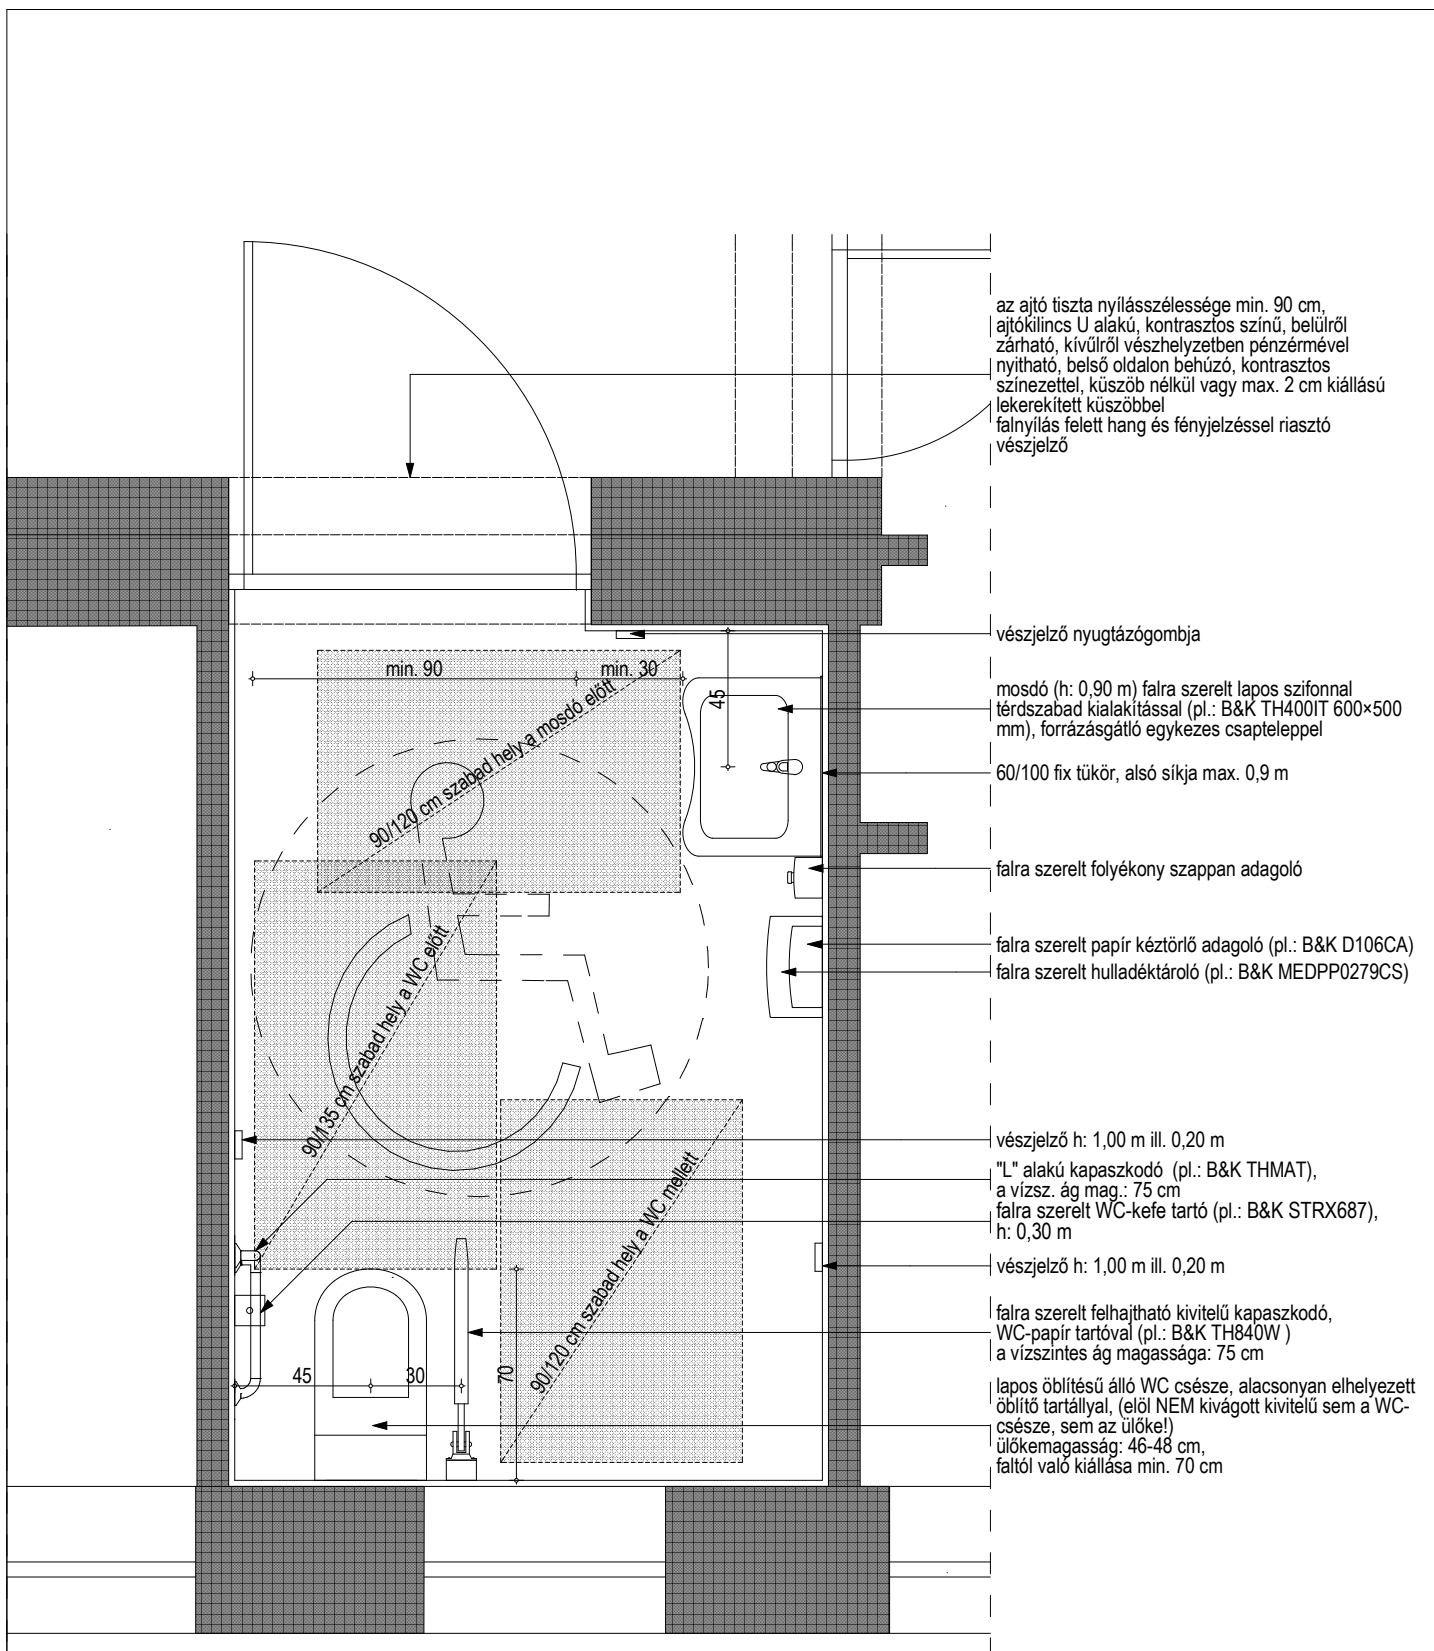 az ajtó tiszta nyílásszélessége min. 90 cm,
ajtókilincs U alakú, kontrasztos színű, belülről
zárható, kívűlről vészhelyzetben pénzérmével
nyitható, belső oldalon behúzó, kontrasztos
színezettel, küszöb nélkül vagy max. 2 cm kiállású
lekerekített küszöbbel
falnyílás felett hang és fényjelzéssel riasztó
vészjelző
vészjelző nyugtázógombja
min. 90
min. 30
45
mosdó (h: 0,90 m) falra szerelt lapos szifonnal
térdszabad kialakítással (pl.: B&K TH400IT 600×500
mm), forrázásgátló egykezes csapteleppel
90/120 cm szabad hely a mosdó előtt
60/100 fix tükör, alsó síkja max. 0,9 m
falra szerelt folyékony szappan adagoló
falra szerelt papír kéztörlő adagoló (pl.: B&K D106CA)
falra szerelt hulladéktároló (pl.: B&K MEDPP0279CS)
90/135 cm szabad hely a WC előtt
vészjelző h: 1,00 m ill. 0,20 m
"L" alakú kapaszkodó (pl.: B&K THMAT),
a vízsz. ág mag.: 75 cm
falra szerelt WC-kefe tartó (pl.: B&K STRX687),
h: 0,30 m
vészjelző h: 1,00 m ill. 0,20 m
90/120 cm szabad hely a WC mellett
falra szerelt felhajtható kivitelű kapaszkodó,
WC-papír tartóval (pl.: B&K TH840W )
a vízszintes ág magassága: 75 cm
45
30
70
lapos öblítésű álló WC csésze, alacsonyan elhelyezett
öblítő tartállyal, (elöl NEM kivágott kivitelű sem a WC-
csésze, sem az ülőke!)
ülőkemagasság: 46-48 cm,
faltól való kiállása min. 70 cm